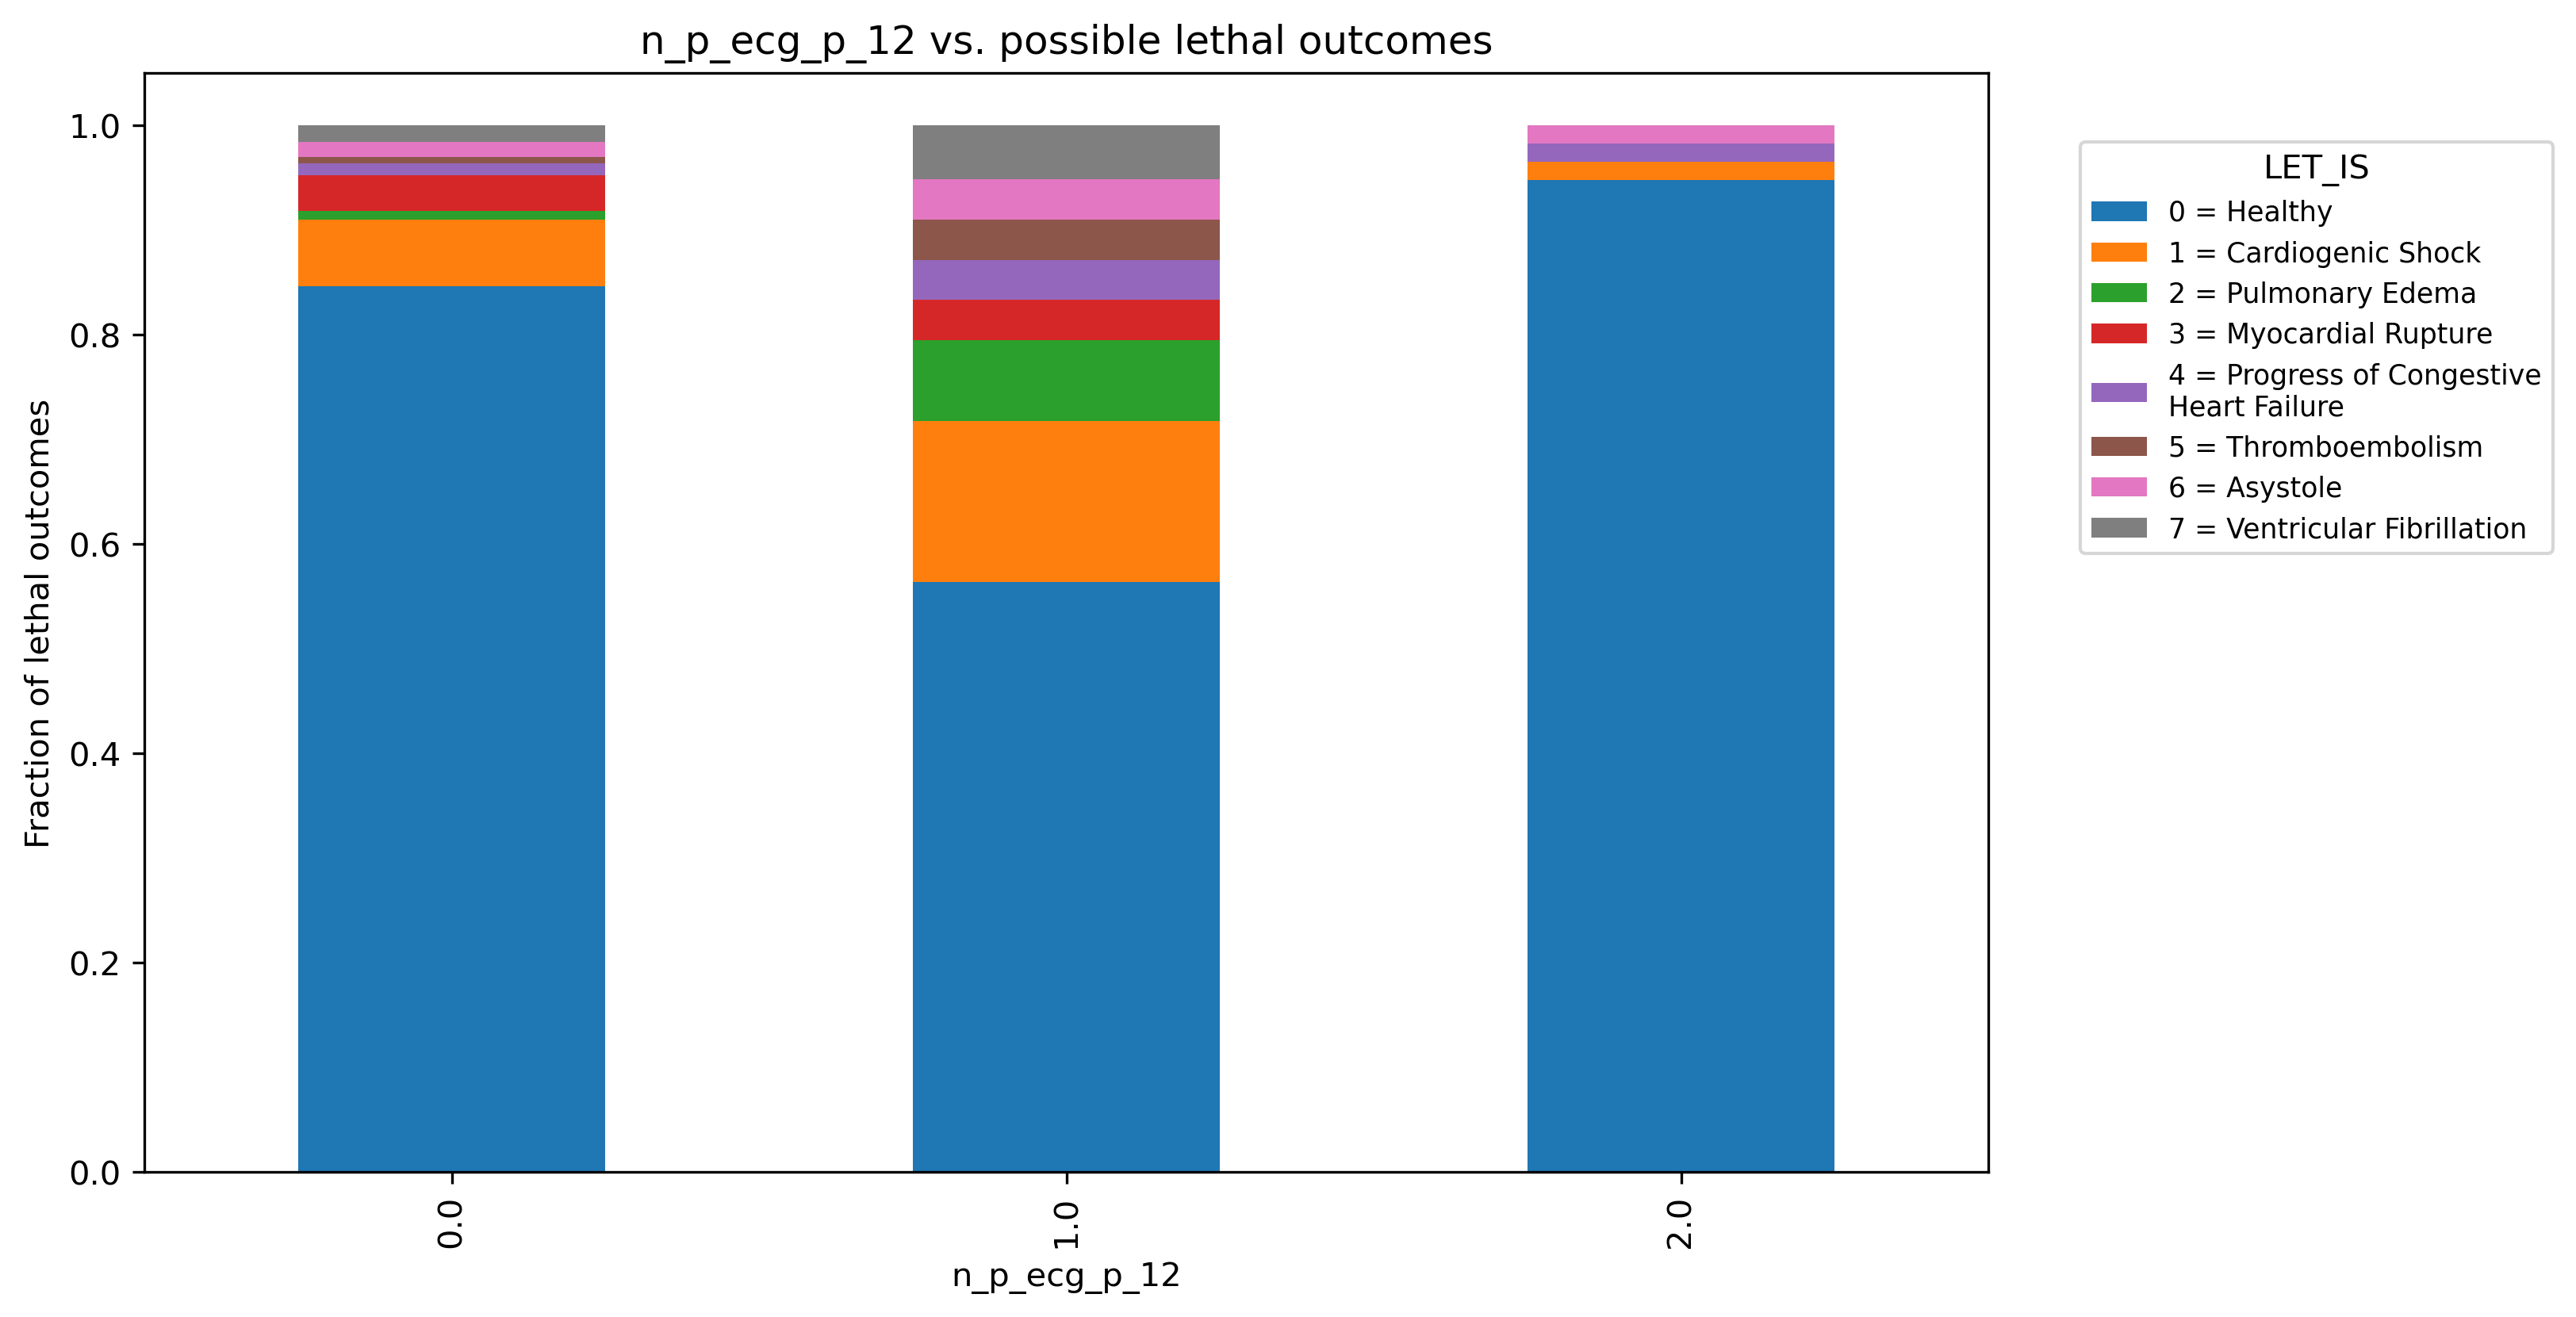 n_p_ecg_p_12 vs. possible lethal outcomes
Fraction of lethal outcomes
1.0
0.8
0.6
0.4
0.2
0.0
0.0
1.0
2.0
n_p_ecg_p_12
LET_IS
0 = Healthy
1 = Cardiogenic Shock
2 = Pulmonary Edema
3 = Myocardial Rupture
4 = Progress of Congestive
Heart Failure
5 = Thromboembolism
6 = Asystole
7 = Ventricular Fibrillation